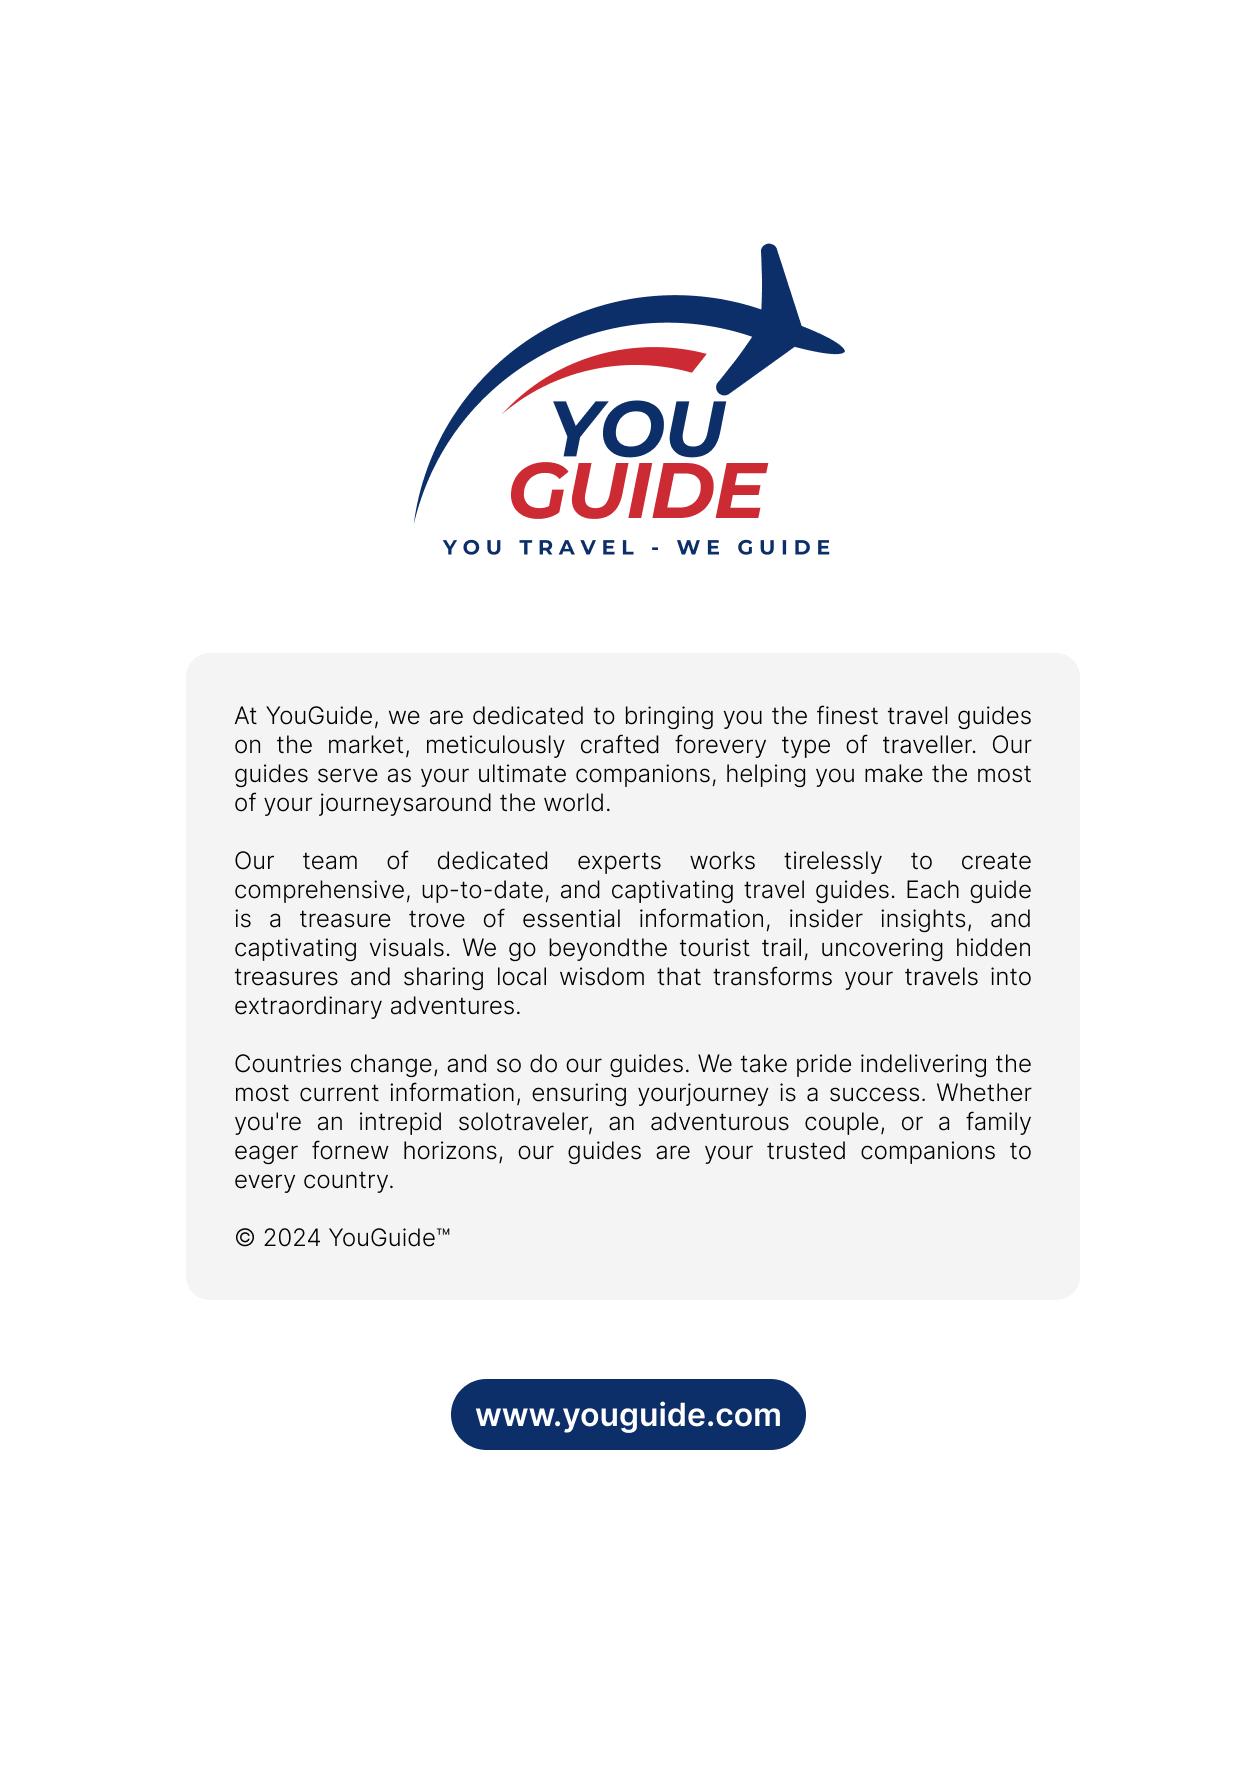 YOU
GUIDE
YOU TRAVEL - WE GUIDE
At YouGuide, we are dedicated to bringing you the finest travel guides
on the market, meticulously crafted forevery type of traveller. Our
guides serve as your ultimate companions, helping you make the most
of your journeysaround the world.
Our team of dedicated experts works tirelessly to create
comprehensive, up-to-date, and captivating travel guides. Each guide
is a treasure trove of essential information, insider insights, and
captivating visuals. We go beyondthe tourist trail, uncovering hidden
treasures and sharing local wisdom that transforms your travels into
extraordinary adventures.
Countries change, and so do our guides. We take pride indelivering the
most current information, ensuring yourjourney is a success. Whether
you're an intrepid solotraveler, an adventurous couple, or a family
eager fornew horizons, our guides are your trusted companions to
every country.
© 2024 YouGuide™
www.youguide.com